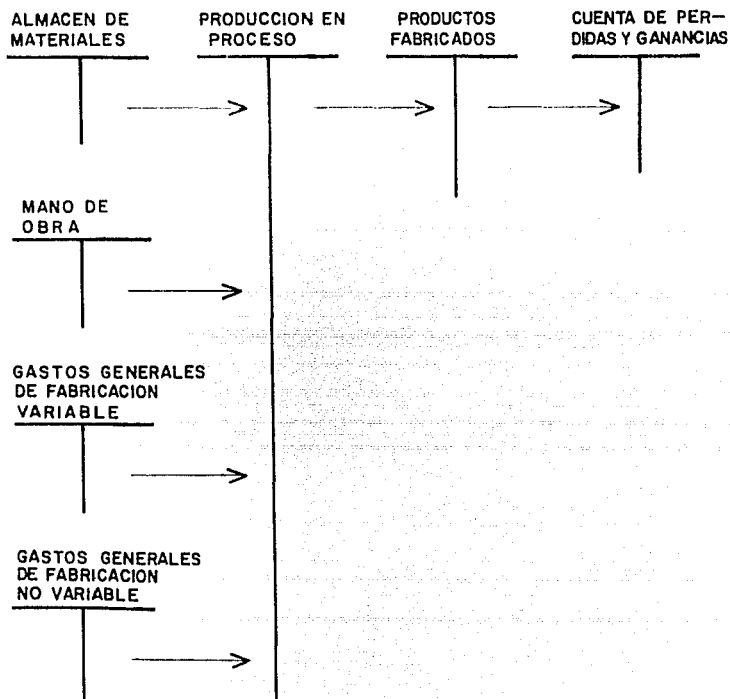 ALMACEN DE
MATERIALES
PRODUCCION EN
PROCESO
PRODUCTOS
FABRICADOS
CUENTA DE PER-
DIDAS Y GANANCIAS
MANO DE
OBRA
GASTOS GENERALES
DE FABRICACION
VARIABLE
GASTOS GENERALES
DE FABRICACION
NO VARIABLE